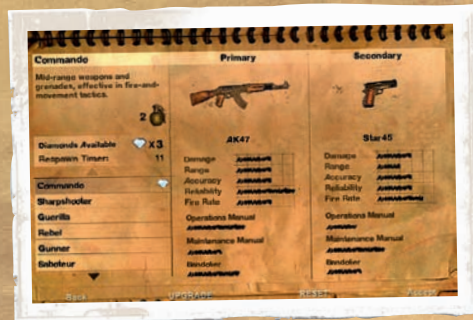 Commando
Mid-range weapons and
grenades, effective in fire-and-
movement tactics.
2
Diamonds Available X3
Respawn Timer: 11
Commando
Sharpshooter
Guerilla
Rebel
Gunner
Saboteur
Primary
AK47
Damage
Range
Accuracy
Reliability
Fire Rate
Operations Manual
Maintenance Manual
Bandolier
Secondary
Star45
Damage
Range
Accuracy
Reliability
Fire Rate
Operations Manual
Maintenance Manual
Bandolier
Back UPGRADE RESET Accept